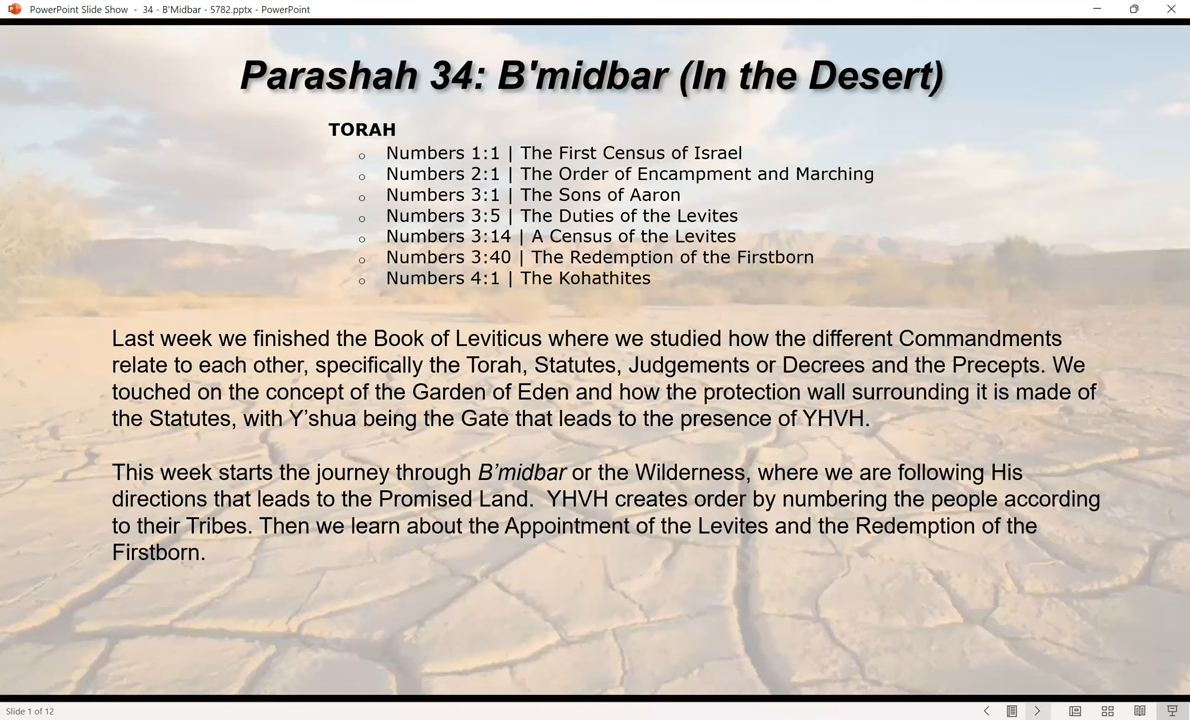 PowerPoint Slide Show - 34 - B'Midbar - 5782.pptx - PowerPoint
Parashah 34: B'midbar (In the Desert)
TORAH
o Numbers 1:1 | The First Census of Israel
o Numbers 2:1 | The Order of Encampment and Marching
o Numbers 3:1 | The Sons of Aaron
o Numbers 3:5 | The Duties of the Levites
o Numbers 3:14 | A Census of the Levites
o Numbers 3:40 | The Redemption of the Firstborn
o Numbers 4:1 | The Kohathites
Last week we finished the Book of Leviticus where we studied how the different Commandments
relate to each other, specifically the Torah, Statutes, Judgements or Decrees and the Precepts. We
touched on the concept of the Garden of Eden and how the protection wall surrounding it is made of
the Statutes, with Y’shua being the Gate that leads to the presence of YHVH.
This week starts the journey through B’midbar or the Wilderness, where we are following His
directions that leads to the Promised Land.  YHVH creates order by numbering the people according
to their Tribes. Then we learn about the Appointment of the Levites and the Redemption of the
Firstborn.
Slide 1 of 12